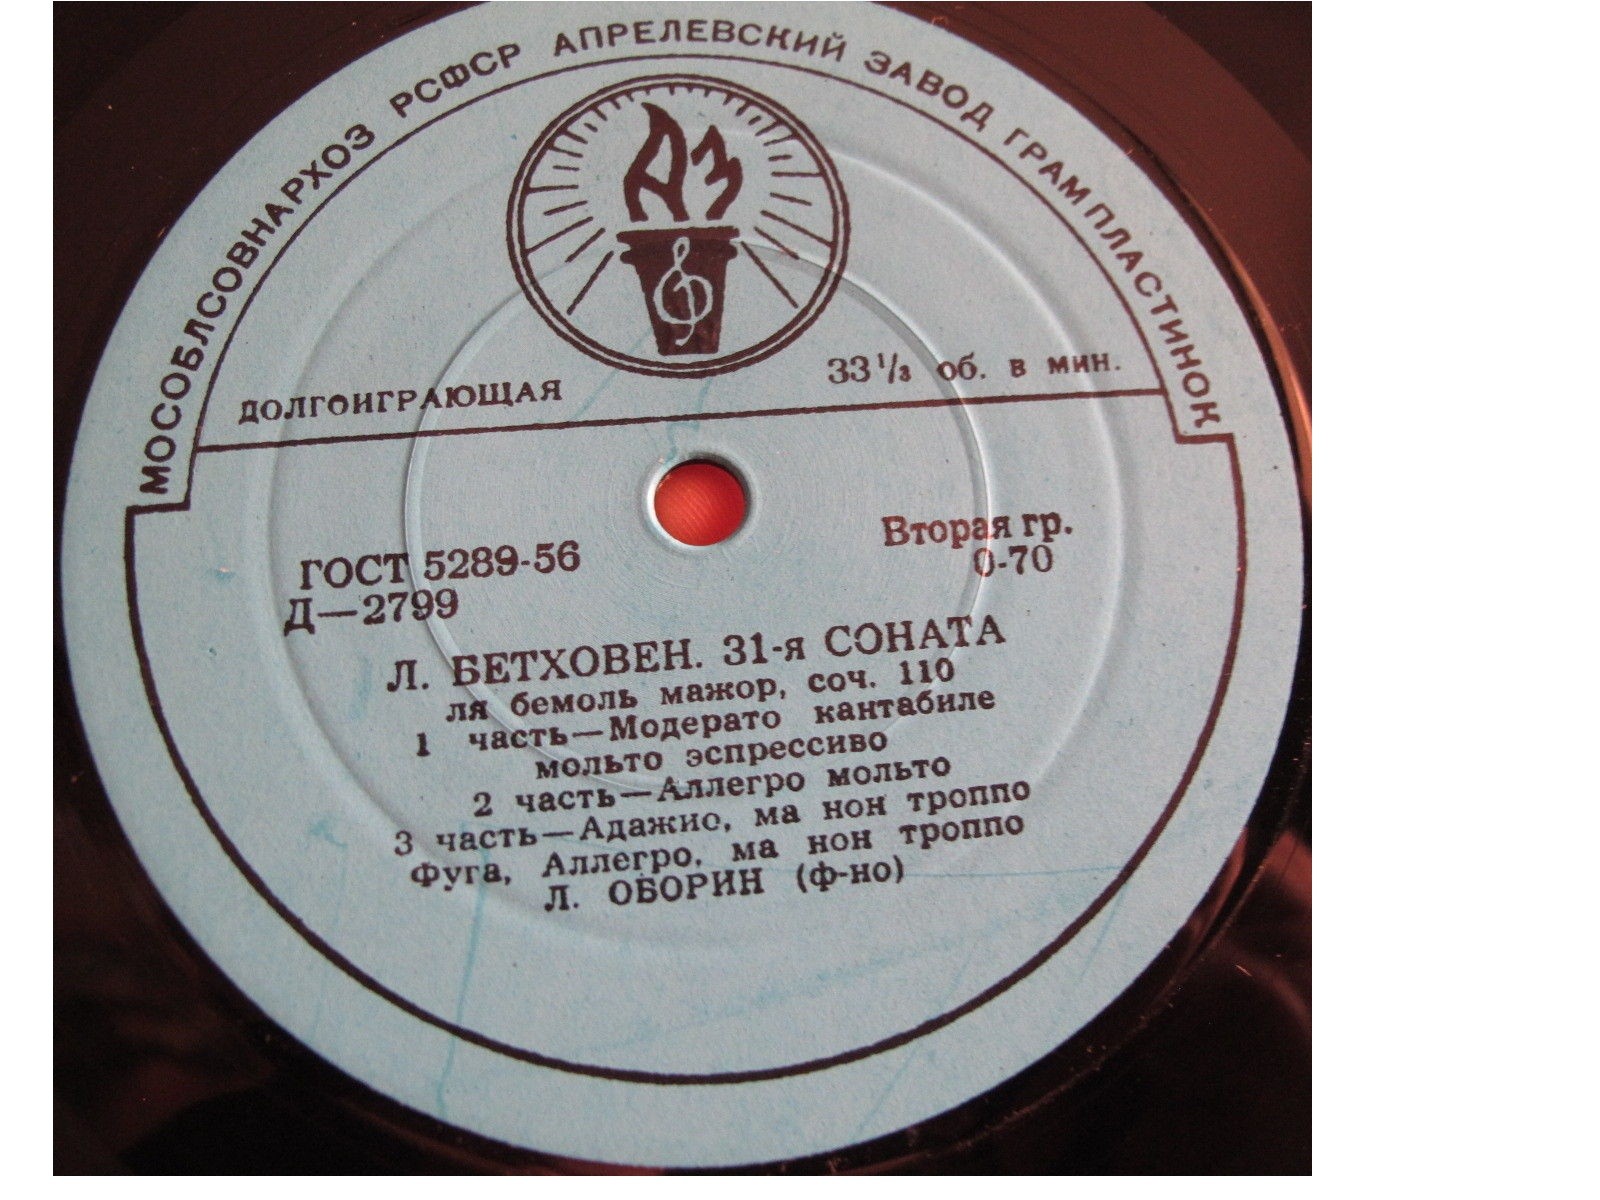 МОСОБЛСОВНАРХОЗ РСФСР АПРЕЛЕВСКИЙ ЗАВОД ГРАМПЛАСТИНОК
АЗ
ДОЛГОИГРАЮЩАЯ 33⅓ об. в мин.
ГОСТ 5289-56 Вторая гр.
Д—2799 0-70
Л. БЕТХОВЕН. 31-я СОНАТА
ля бемоль мажор, соч. 110
1 часть—Модерато кантабиле
мольто эспрессиво
2 часть—Аллегро мольто
3 часть—Адажио, ма нон троппо
Фуга, Аллегро, ма нон троппо
Л. ОБОРИН (ф-но)